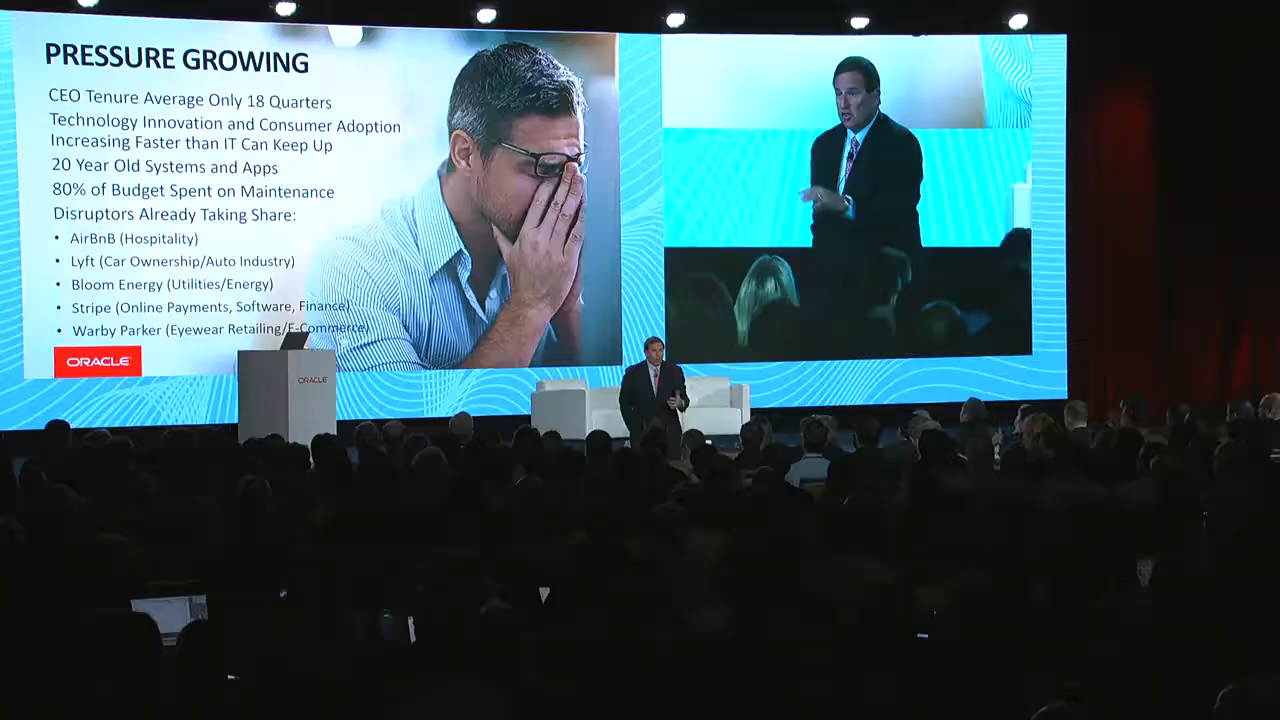 PRESSURE GROWING
CEO Tenure Average Only 18 Quarters
Technology Innovation and Consumer Adoption
Increasing Faster than IT Can Keep Up
20 Year Old Systems and Apps
80% of Budget Spent on Maintenance
Disruptors Already Taking Share:
• AirBnB (Hospitality)
• Lyft (Car Ownership/Auto Industry)
• Bloom Energy (Utilities/Energy)
• Stripe (Online Payments, Software, Finance)
• Warby Parker (Eyewear Retailing/E-Commerce)
ORACLE
ORACLE